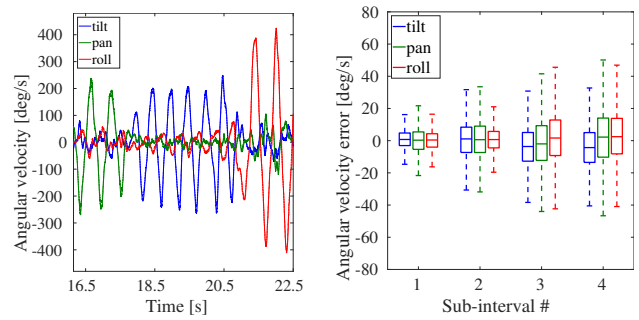 tilt
pan
roll
Angular velocity [deg/s]
400
300
200
100
0
-100
-200
-300
-400
16.5 18.5 20.5 22.5
Time [s]
tilt
pan
roll
Angular velocity error [deg/s]
80
60
40
20
0
-20
-40
-60
-80
1 2 3 4
Sub-interval #